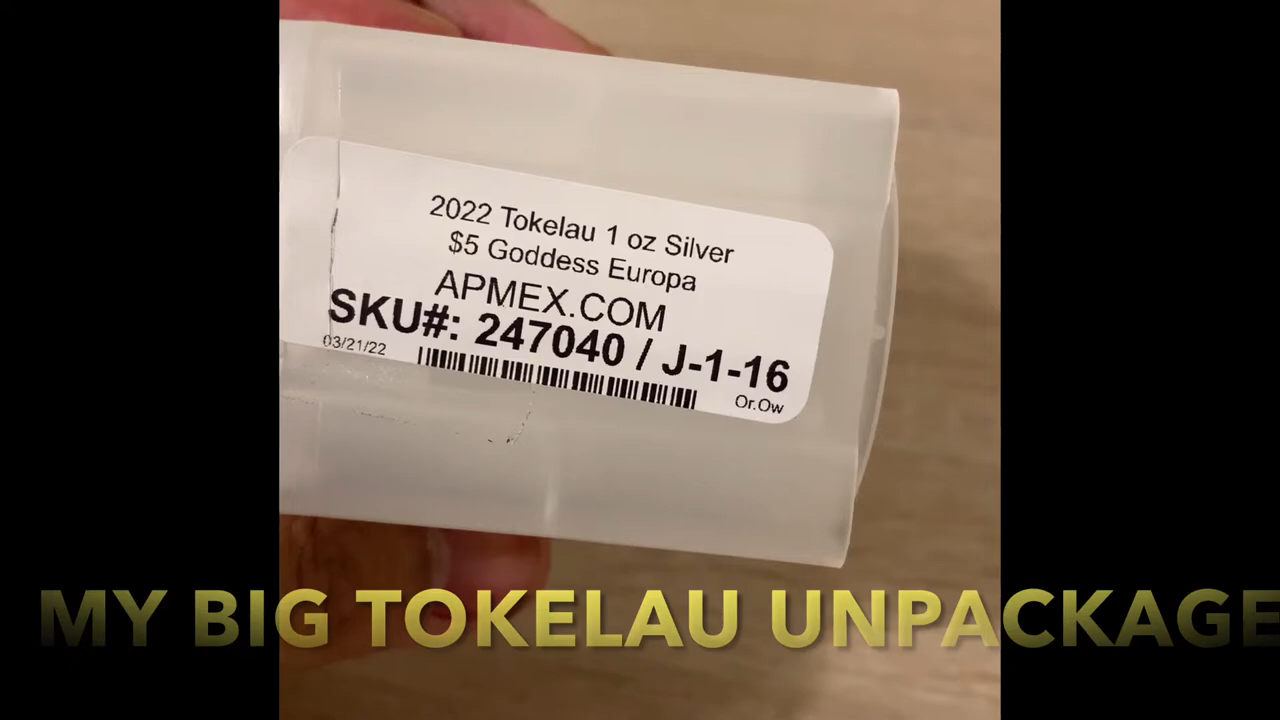 2022 Tokelau 1 oz Silver
$5 Goddess Europa
APMEX.COM
SKU#: 247040 / J-1-16
03/21/22
Or.Ow
MY BIG TOKELAU UNPACKAGE